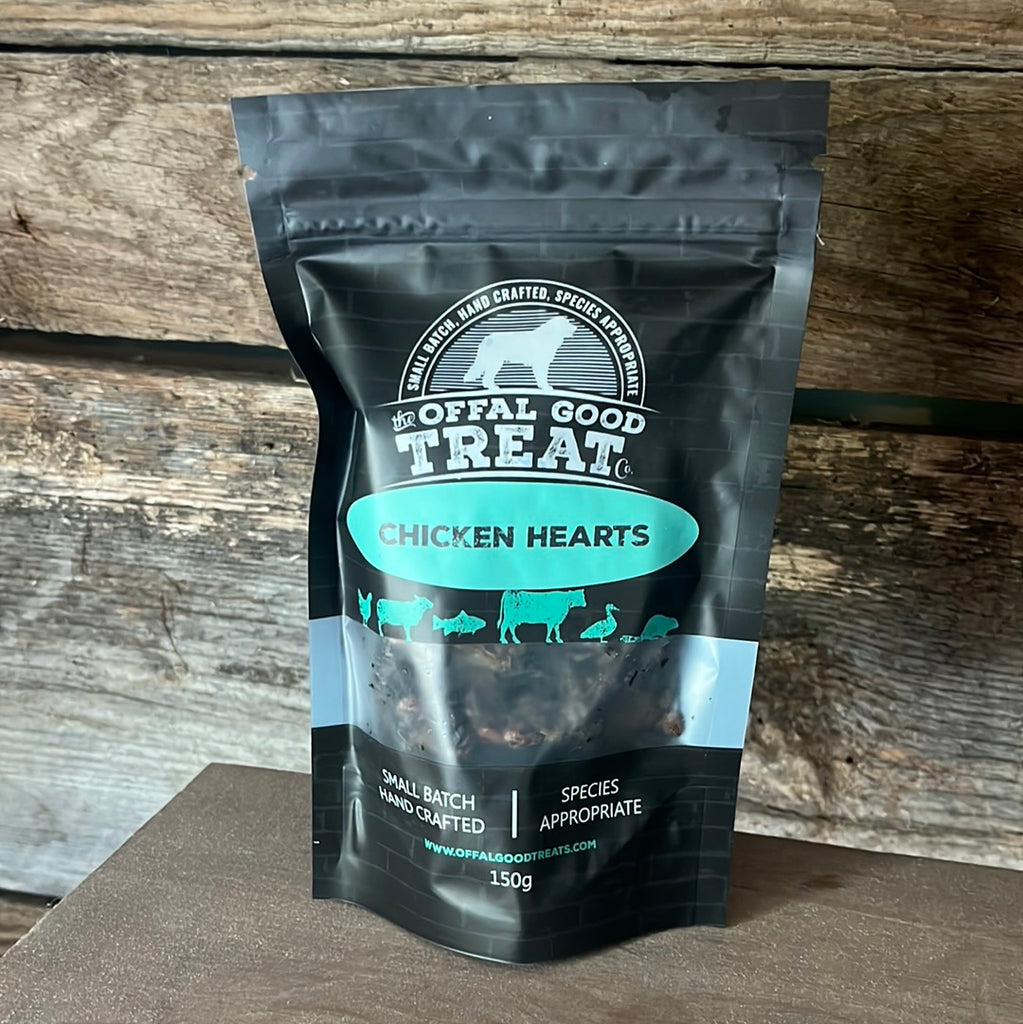 SMALL BATCH, HAND CRAFTED, SPECIES APPROPRIATE
the OFFAL GOOD
TREAT Co.
CHICKEN HEARTS
SMALL BATCH
HAND CRAFTED
SPECIES
APPROPRIATE
WWW.OFFALGOODTREATS.COM
150g